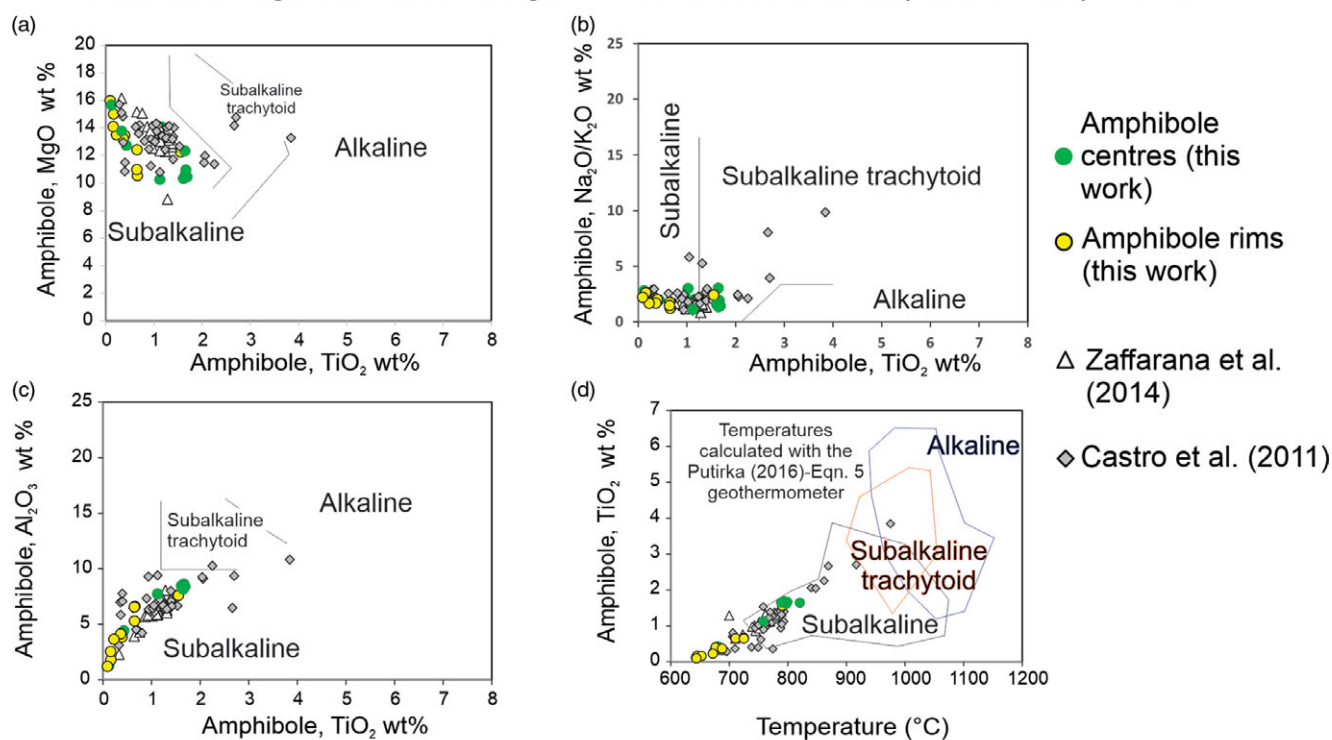 (a)
20
18
16
14
12
10
8
6
4
2
0
Amphibole, MgO wt %
Subalkaline
trachytoid
Alkaline
Subalkaline
0 1 2 3 4 5 6 7 8
Amphibole, TiO2 wt%
(b)
25
20
15
10
5
0
Amphibole, Na2O/K2O wt %
Subalkaline
Subalkaline trachytoid
Alkaline
0 1 2 3 4 5 6 7 8
Amphibole, TiO2 wt%
Amphibole
centres (this
work)
Amphibole rims
(this work)
Zaffarana et al.
(2014)
Castro et al. (2011)
(c)
25
20
15
10
5
0
Amphibole, Al2O3 wt %
Alkaline
Subalkaline
trachytoid
Subalkaline
0 1 2 3 4 5 6 7 8
Amphibole, TiO2 wt%
(d)
7
6
5
4
3
2
1
0
Amphibole, TiO2 wt %
Temperatures
calculated with the
Putirka (2016)-Eqn. 5
geothermometer
Alkaline
Subalkaline
trachytoid
Subalkaline
600 700 800 900 1000 1100 1200
Temperature (°C)